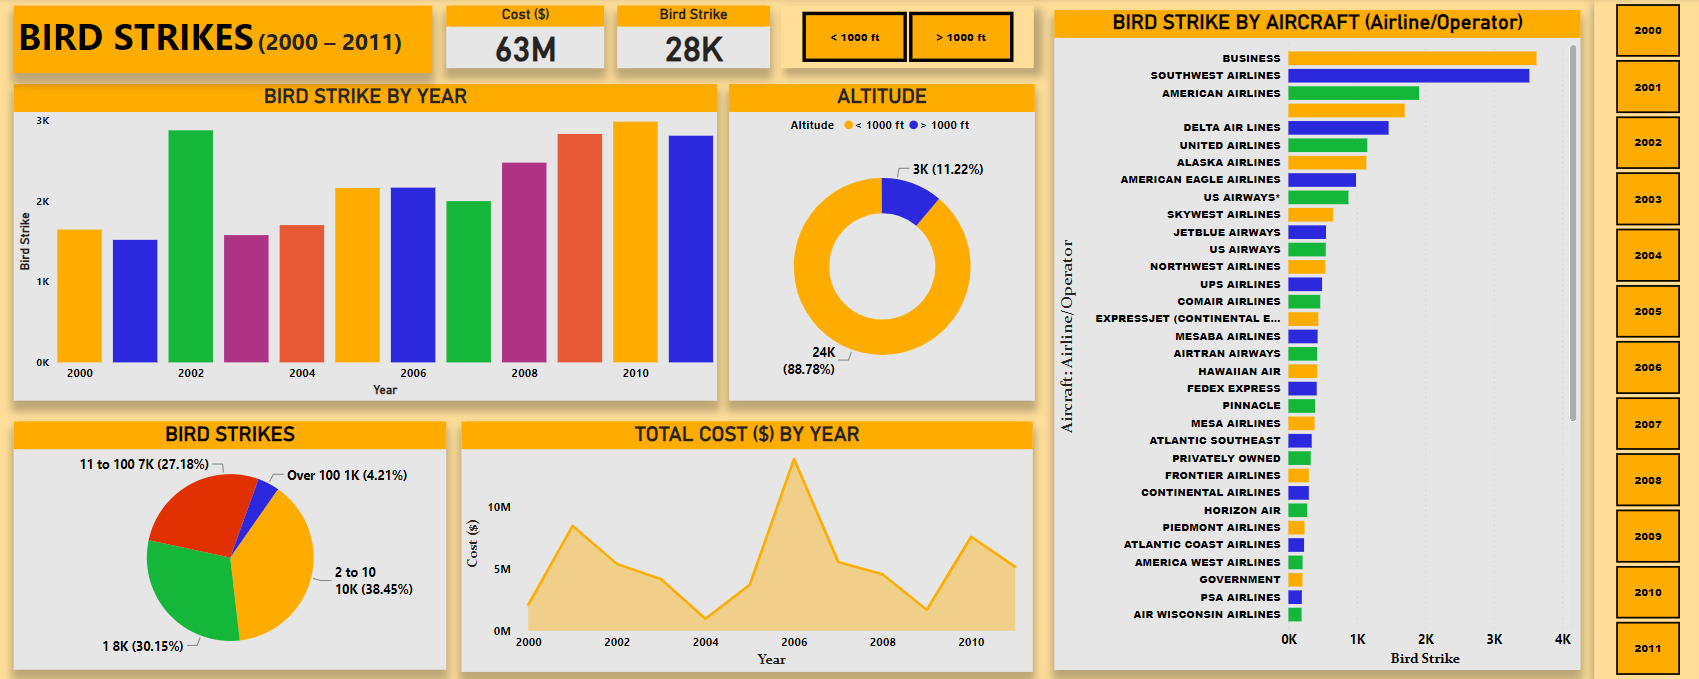 BIRD STRIKES (2000 – 2011)
Cost ($)
63M
Bird Strike
28K
< 1000 ft
> 1000 ft
BIRD STRIKE BY YEAR
Bird Strike
3K
2K
1K
0K
2000 2002 2004 2006 2008 2010
Year
ALTITUDE
Altitude < 1000 ft > 1000 ft
3K (11.22%)
24K
(88.78%)
BIRD STRIKES
11 to 100 7K (27.18%)
Over 100 1K (4.21%)
2 to 10
10K (38.45%)
1 8K (30.15%)
TOTAL COST ($) BY YEAR
Cost ($)
10M
5M
0M
2000 2002 2004 2006 2008 2010
Year
BIRD STRIKE BY AIRCRAFT (Airline/Operator)
Aircraft: Airline/Operator
BUSINESS
SOUTHWEST AIRLINES
AMERICAN AIRLINES
DELTA AIR LINES
UNITED AIRLINES
ALASKA AIRLINES
AMERICAN EAGLE AIRLINES
US AIRWAYS*
SKYWEST AIRLINES
JETBLUE AIRWAYS
US AIRWAYS
NORTHWEST AIRLINES
UPS AIRLINES
COMAIR AIRLINES
EXPRESSJET (CONTINENTAL E...
MESABA AIRLINES
AIRTRAN AIRWAYS
HAWAIIAN AIR
FEDEX EXPRESS
PINNACLE
MESA AIRLINES
ATLANTIC SOUTHEAST
PRIVATELY OWNED
FRONTIER AIRLINES
CONTINENTAL AIRLINES
HORIZON AIR
PIEDMONT AIRLINES
ATLANTIC COAST AIRLINES
AMERICA WEST AIRLINES
GOVERNMENT
PSA AIRLINES
AIR WISCONSIN AIRLINES
0K 1K 2K 3K 4K
Bird Strike
2000
2001
2002
2003
2004
2005
2006
2007
2008
2009
2010
2011